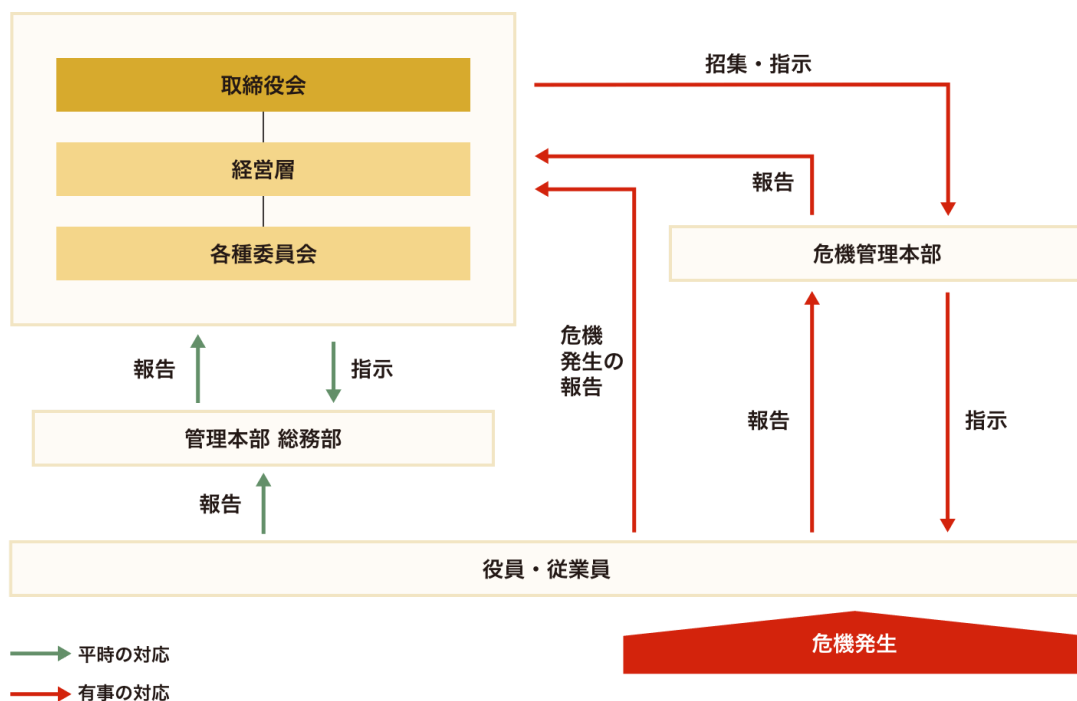 取締役会
経営層
各種委員会
招集・指示
報告
危機管理本部
危機
発生の
報告
報告
指示
管理本部 総務部
報告
報告
指示
役員・従業員
危機発生
平時の対応
有事の対応